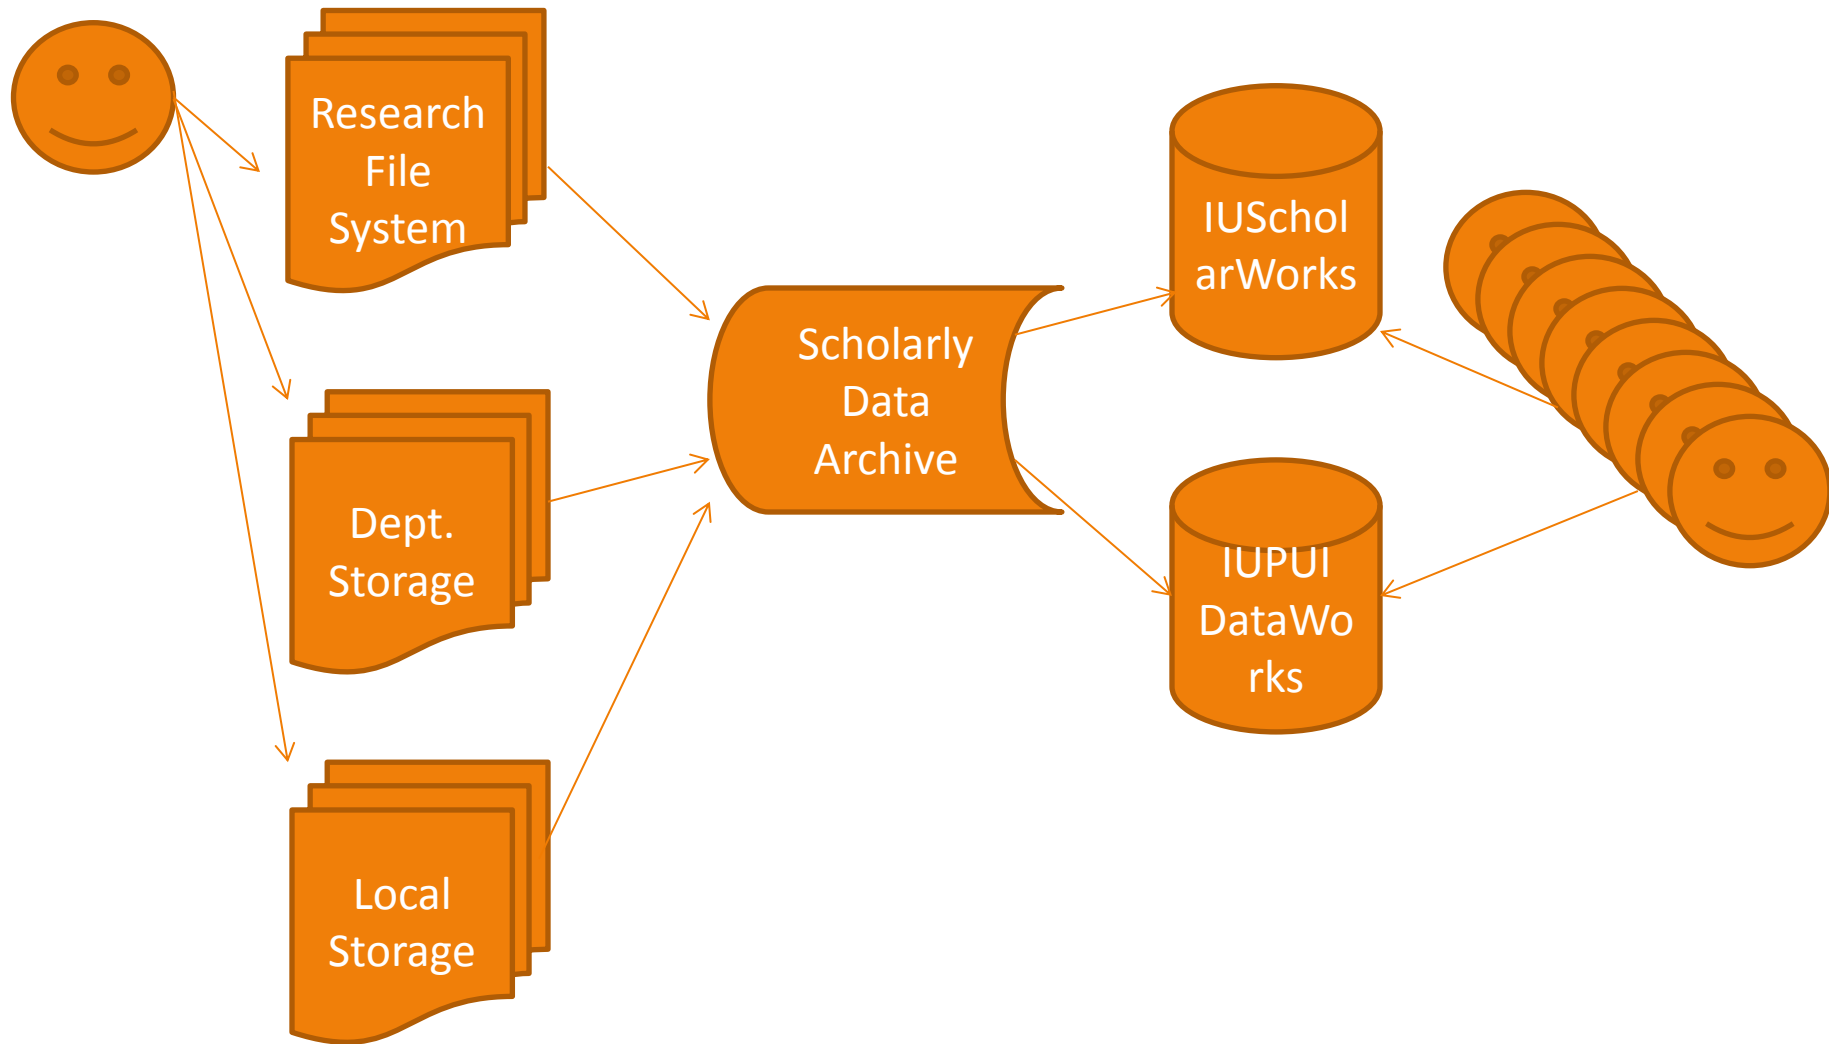 Research
File
System
Dept.
Storage
Local
Storage
Scholarly
Data
Archive
IUSchol
arWorks
IUPUI
DataWo
rks